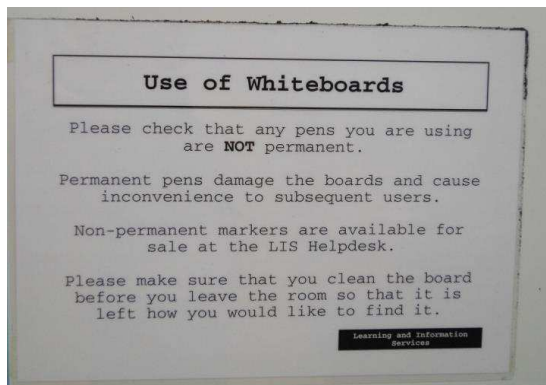 Use of Whiteboards
Please check that any pens you are using
are NOT permanent.
Permanent pens damage the boards and cause
inconvenience to subsequent users.
Non-permanent markers are available for
sale at the LIS Helpdesk.
Please make sure that you clean the board
before you leave the room so that it is
left how you would like to find it.
Learning and Information
Services